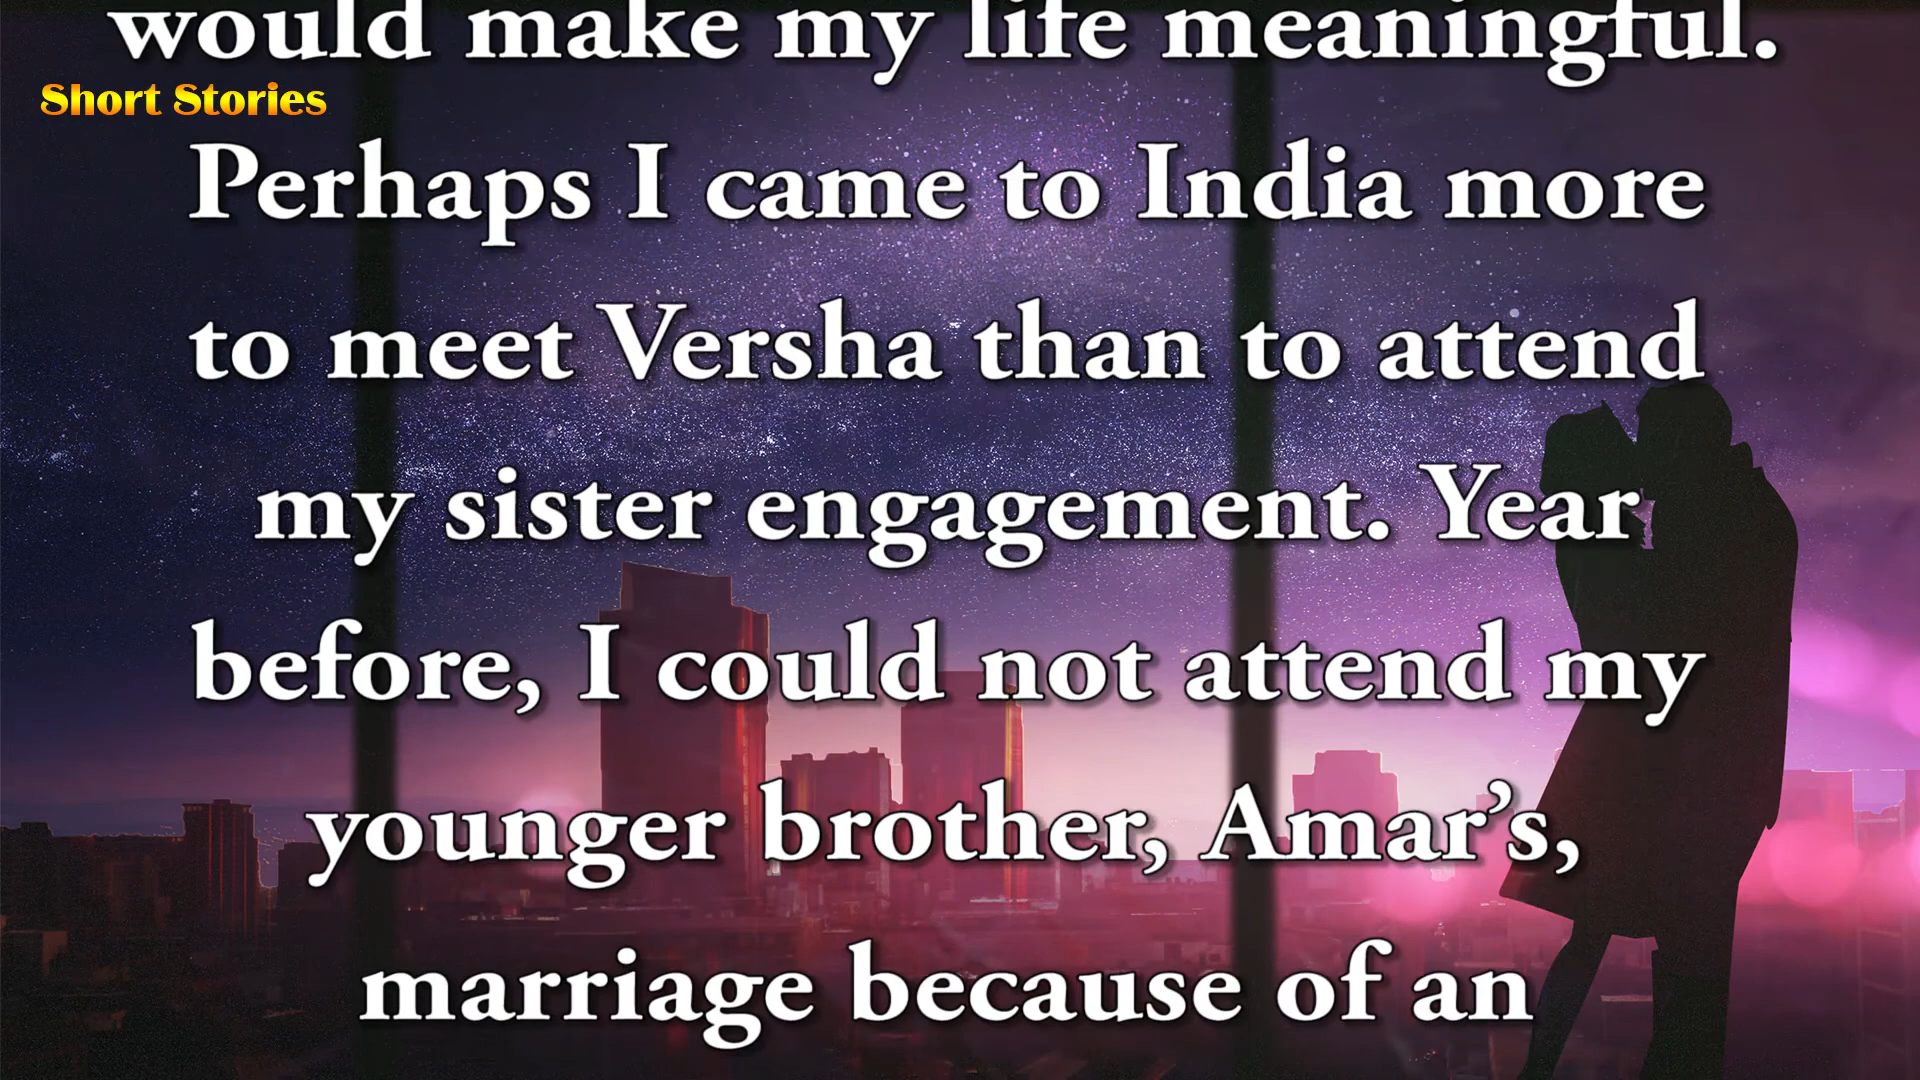 would make my life meaningful.
Short Stories
Perhaps I came to India more
to meet Versha than to attend
my sister engagement. Year
before, I could not attend my
younger brother, Amar’s,
marriage because of an